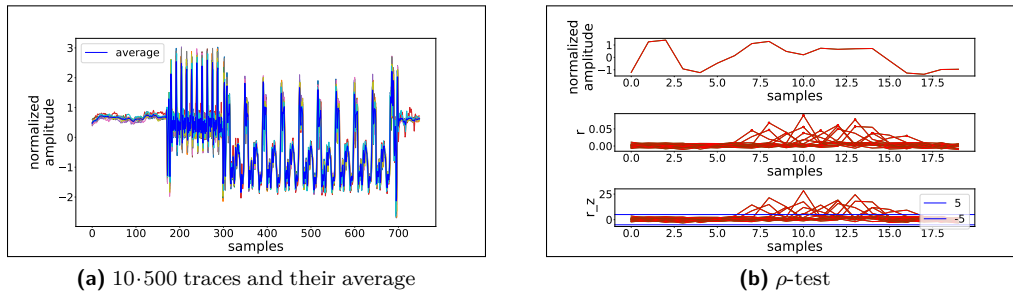 average
normalized
amplitude
3
2
1
0
−1
−2
0 100 200 300 400 500 600 700
samples
(a) 10·500 traces and their average
normalized
amplitude
1
0
−1
0.0 2.5 5.0 7.5 10.0 12.5 15.0 17.5
samples
r
0.05
0.00
0.0 2.5 5.0 7.5 10.0 12.5 15.0 17.5
samples
r_z
25
0
5
-5
0.0 2.5 5.0 7.5 10.0 12.5 15.0 17.5
samples
(b) ρ-test